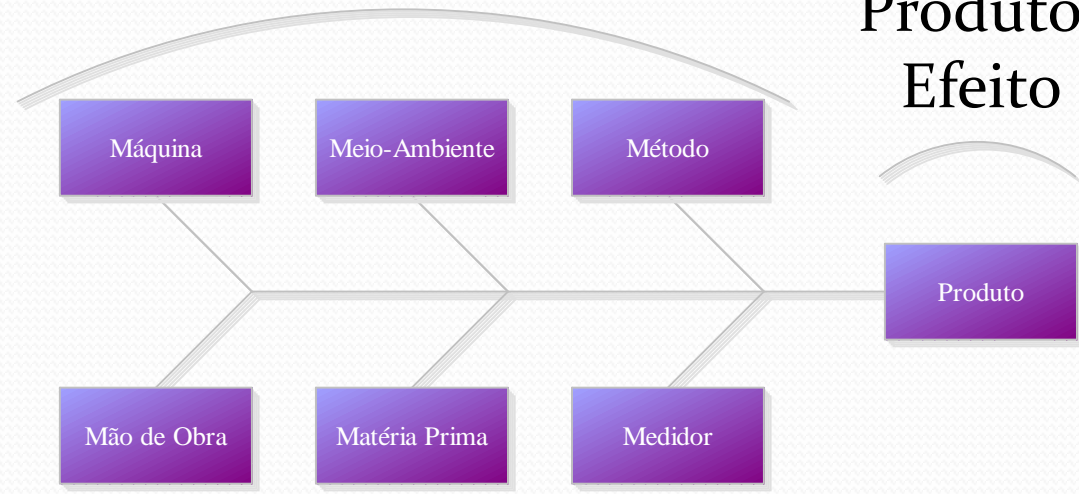 Produto
Efeito
Máquina
Meio-Ambiente
Método
Produto
Mão de Obra
Matéria Prima
Medidor